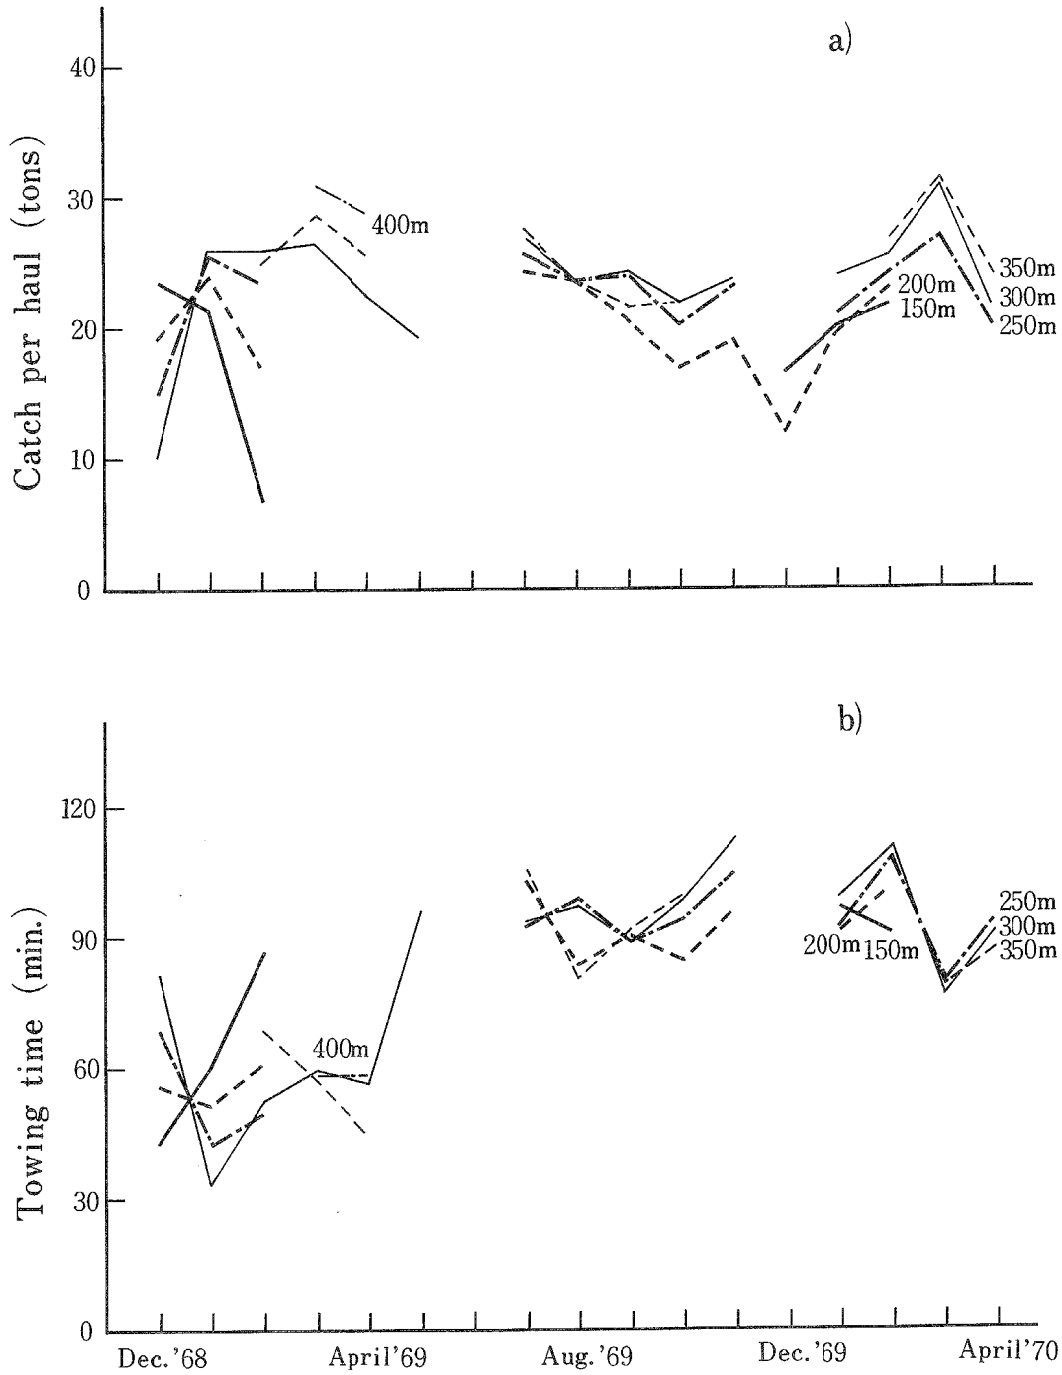 a)
40
30
20
10
0
Catch per haul (tons)
400m
350m
200m
300m
150m
250m
b)
120
90
60
30
0
Towing time (min.)
400m
250m
300m
200m 150m
350m
Dec.'68 April'69 Aug.'69 Dec.'69 April'70